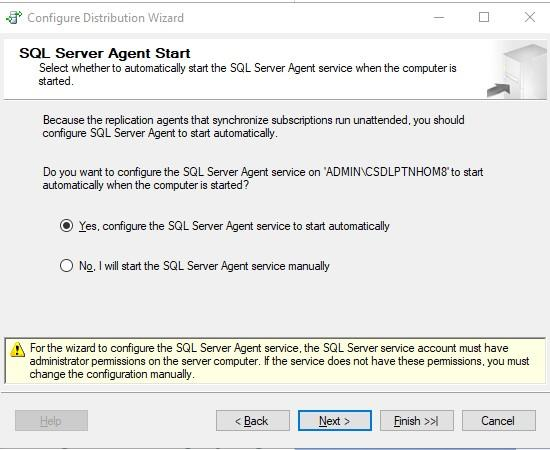 Configure Distribution Wizard
SQL Server Agent Start
Select whether to automatically start the SQL Server Agent service when the computer is
started.
Because the replication agents that synchronize subscriptions run unattended, you should
configure SQL Server Agent to start automatically.
Do you want to configure the SQL Server Agent service on 'ADMIN\CSDLPTNHOM8' to start
automatically when the computer is started?
Yes, configure the SQL Server Agent service to start automatically
No, I will start the SQL Server Agent service manually
For the wizard to configure the SQL Server Agent service, the SQL Server service account must have
administrator permissions on the server computer. If the service does not have these permissions, you must
change the configuration manually.
Help
< Back
Next >
Finish >>|
Cancel